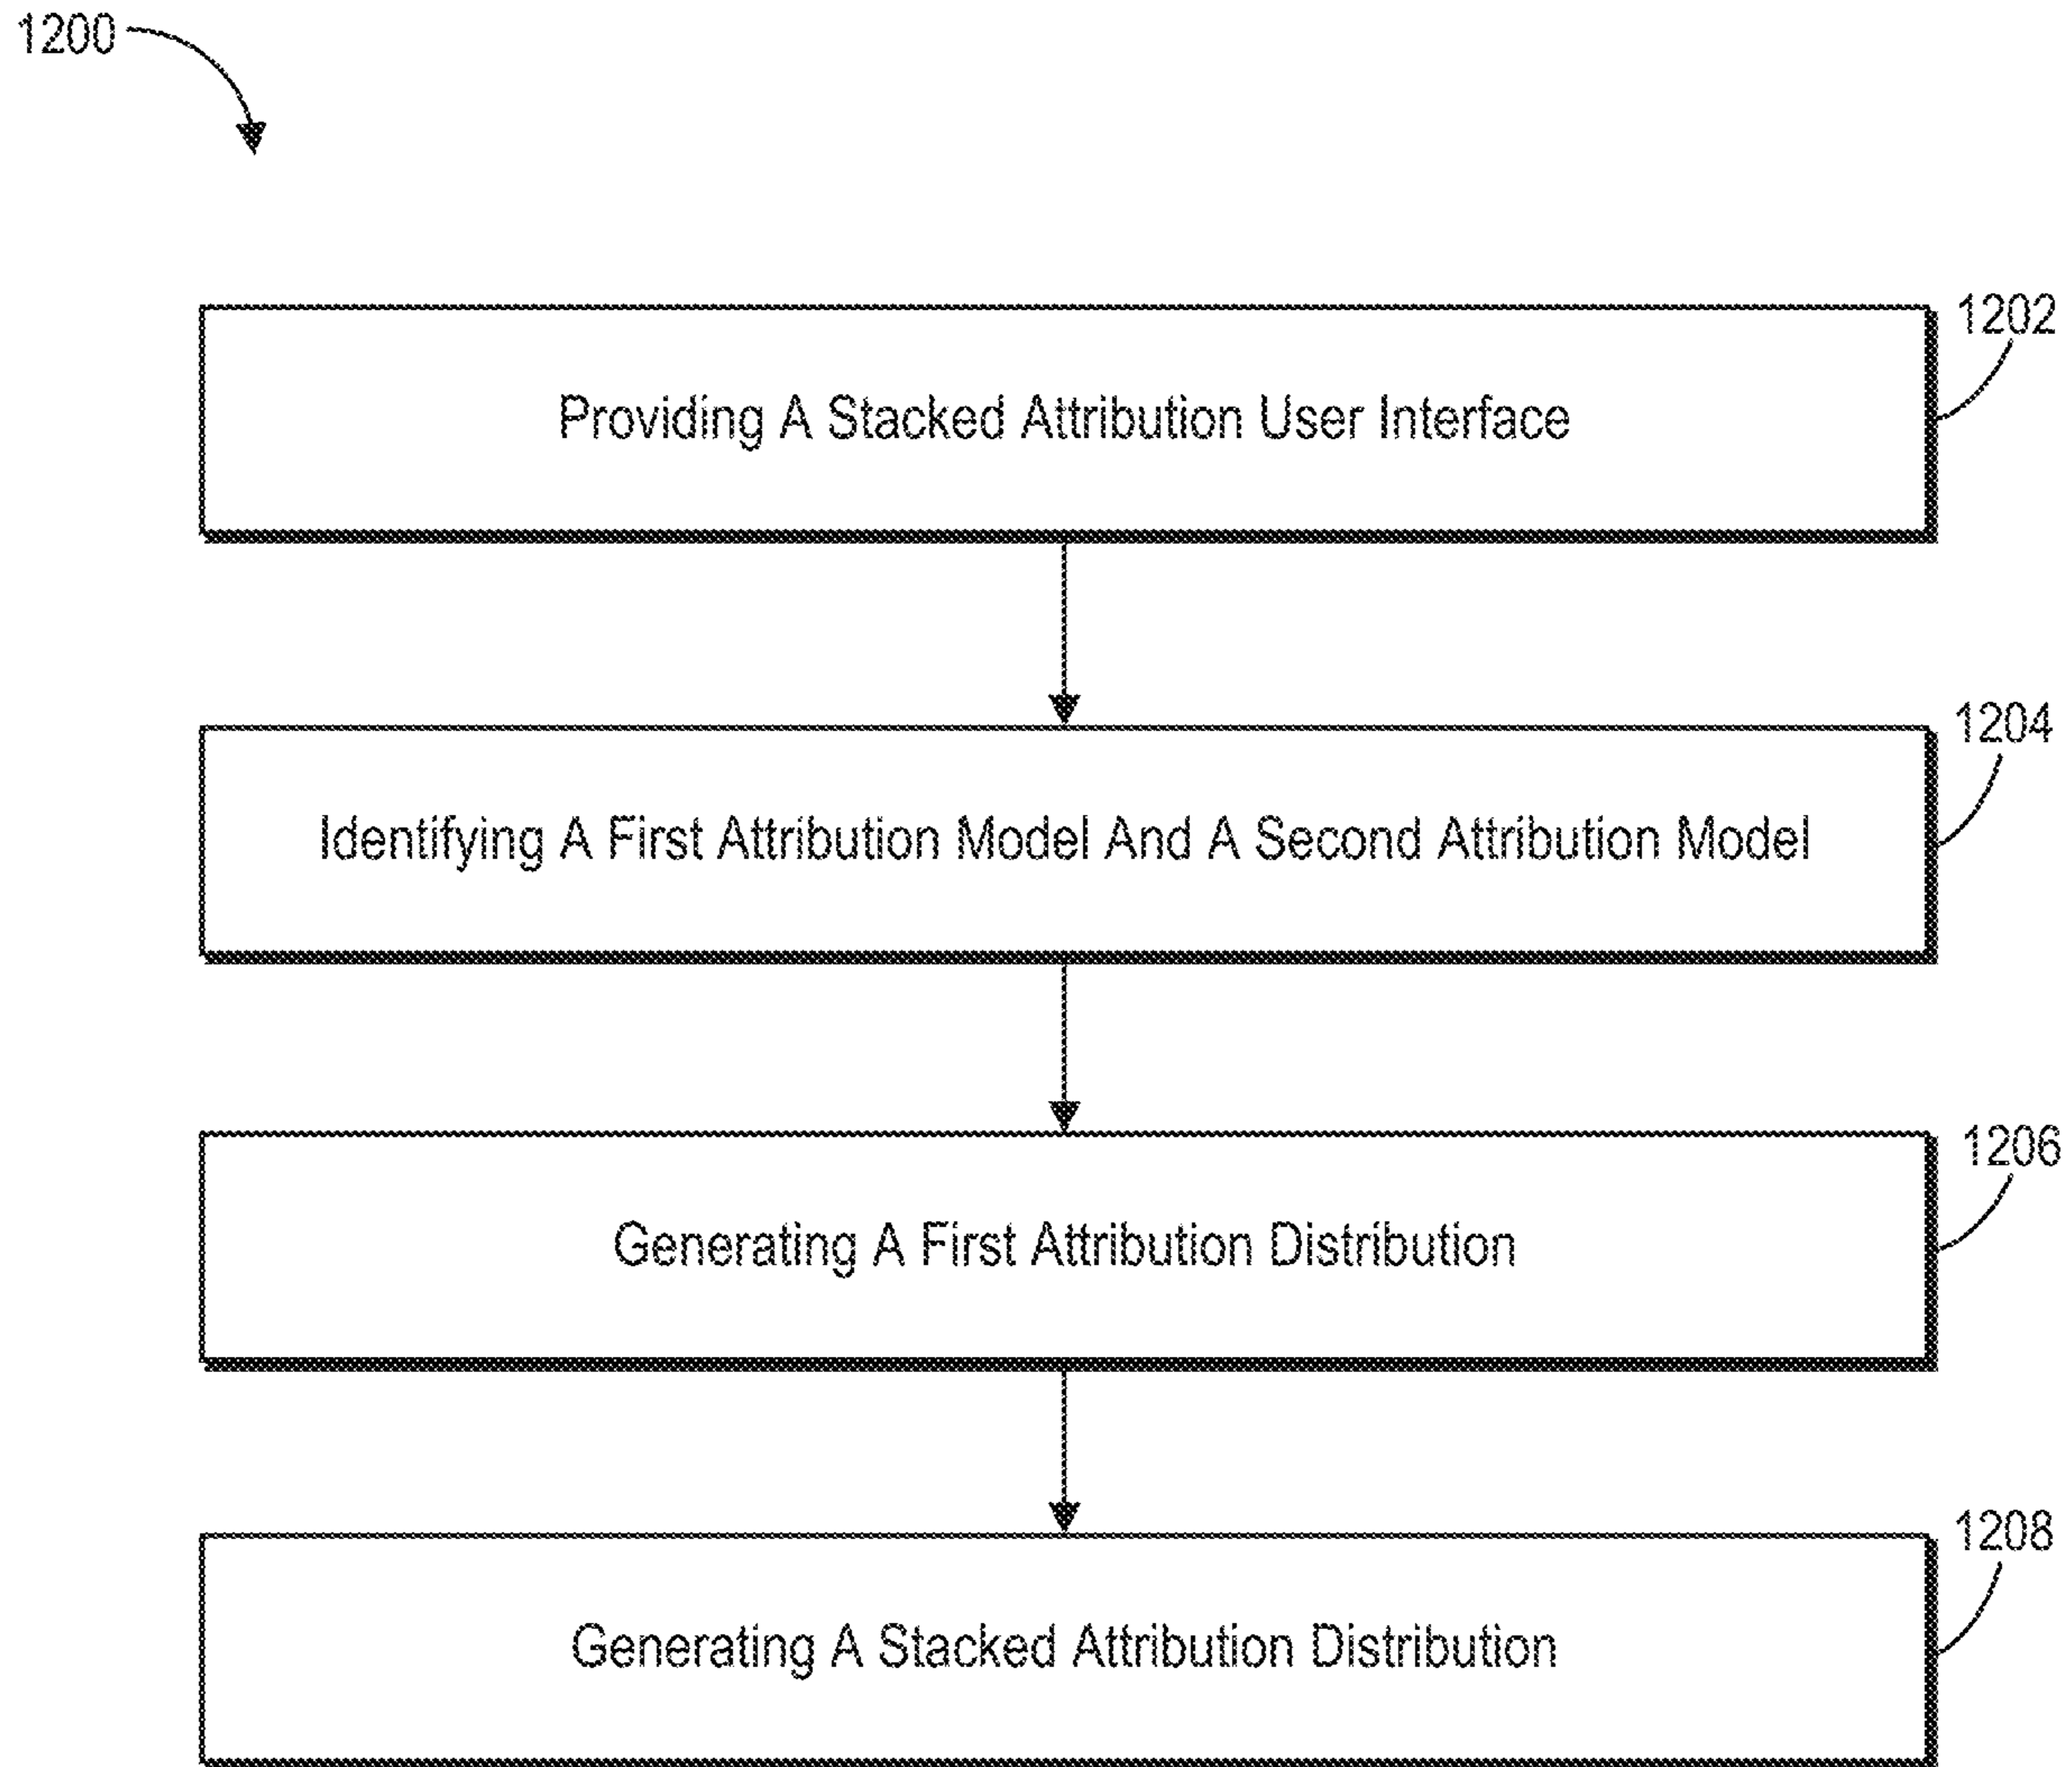 1200
1202
Providing A Stacked Attribution User Interface
1204
Identifying A First Attribution Model And A Second Attribution Model
1206
Generating A First Attribution Distribution
1208
Generating A Stacked Attribution Distribution